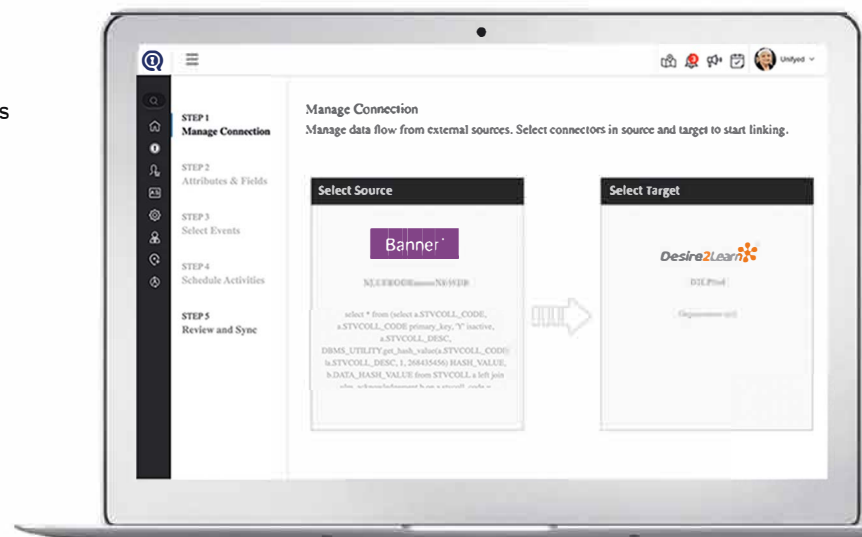 s
Unifyed
STEP 1
Manage Connection
STEP 2
Attributes & Fields
STEP 3
Select Events
STEP 4
Schedule Activities
STEP 5
Review and Sync
Manage Connection
Manage data flow from external sources. Select connectors in source and target to start linking.
Select Source
Banner
select * from (select a.STVCOLL_CODE,
a.STVCOLL_CODE primary_key, 'Y' inactive,
a.STVCOLL_DESC,
DBMS_UTILITY.get_hash_value(a.STVCOLL_CODE||
a.STVCOLL_DESC, 1, 268435456) HASH_VALUE,
b.DATA_HASH_VALUE from STVCOLL a left join
Select Target
Desire2Learn